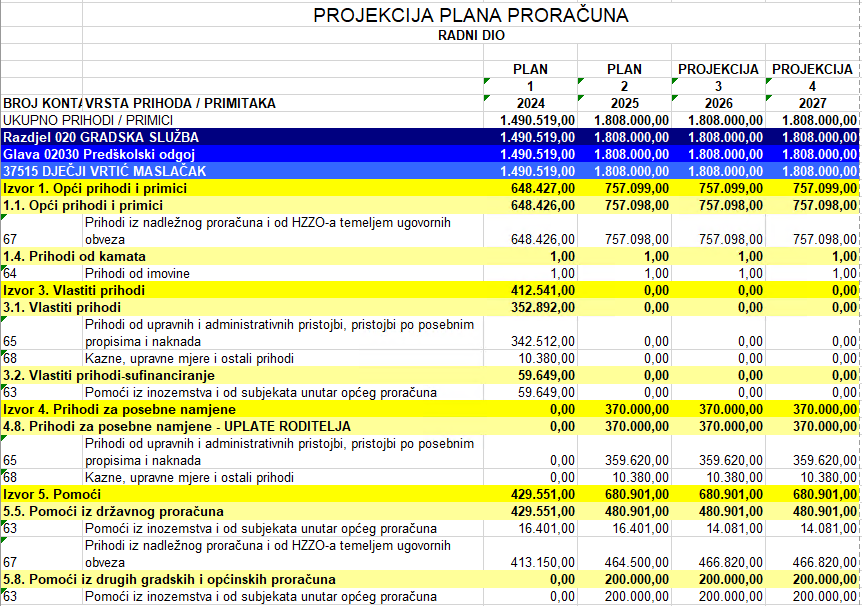 PROJEKCIJA PLANA PRORAČUNA
RADNI DIO
PLAN PLAN PROJEKCIJA PROJEKCIJA
1 2 3 4
BROJ KONTA VRSTA PRIHODA / PRIMITAKA 2024 2025 2026 2027
UKUPNO PRIHODI / PRIMICI 1.490.519,00 1.808.000,00 1.808.000,00 1.808.000,00
Razdjel 020 GRADSKA SLUŽBA 1.490.519,00 1.808.000,00 1.808.000,00 1.808.000,00
Glava 02030 Predškolski odgoj 1.490.519,00 1.808.000,00 1.808.000,00 1.808.000,00
37515 DJEČJI VRTIĆ MASLAČAK 1.490.519,00 1.808.000,00 1.808.000,00 1.808.000,00
Izvor 1. Opći prihodi i primici 648.427,00 757.099,00 757.099,00 757.099,00
1.1. Opći prihodi i primici 648.426,00 757.098,00 757.098,00 757.098,00
Prihodi iz nadležnog proračuna i od HZZO-a temeljem ugovornih
67 obveza 648.426,00 757.098,00 757.098,00 757.098,00
1.4. Prihodi od kamata 1,00 1,00 1,00 1,00
64 Prihodi od imovine 1,00 1,00 1,00 1,00
Izvor 3. Vlastiti prihodi 412.541,00 0,00 0,00 0,00
3.1. Vlastiti prihodi 352.892,00 0,00 0,00 0,00
Prihodi od upravnih i administrativnih pristojbi, pristojbi po posebnim
65 propisima i naknada 342.512,00 0,00 0,00 0,00
68 Kazne, upravne mjere i ostali prihodi 10.380,00 0,00 0,00 0,00
3.2. Vlastiti prihodi-sufinanciranje 59.649,00 0,00 0,00 0,00
63 Pomoći iz inozemstva i od subjekata unutar općeg proračuna 59.649,00 0,00 0,00 0,00
Izvor 4. Prihodi za posebne namjene 0,00 370.000,00 370.000,00 370.000,00
4.8. Prihodi za posebne namjene - UPLATE RODITELJA 0,00 370.000,00 370.000,00 370.000,00
Prihodi od upravnih i administrativnih pristojbi, pristojbi po posebnim
65 propisima i naknada 0,00 359.620,00 359.620,00 359.620,00
68 Kazne, upravne mjere i ostali prihodi 0,00 10.380,00 10.380,00 10.380,00
Izvor 5. Pomoći 429.551,00 680.901,00 680.901,00 680.901,00
5.5. Pomoći iz državnog proračuna 429.551,00 480.901,00 480.901,00 480.901,00
63 Pomoći iz inozemstva i od subjekata unutar općeg proračuna 16.401,00 16.401,00 14.081,00 14.081,00
Prihodi iz nadležnog proračuna i od HZZO-a temeljem ugovornih
67 obveza 413.150,00 464.500,00 466.820,00 466.820,00
5.8. Pomoći iz drugih gradskih i općinskih proračuna 0,00 200.000,00 200.000,00 200.000,00
63 Pomoći iz inozemstva i od subjekata unutar općeg proračuna 0,00 200.000,00 200.000,00 200.000,00